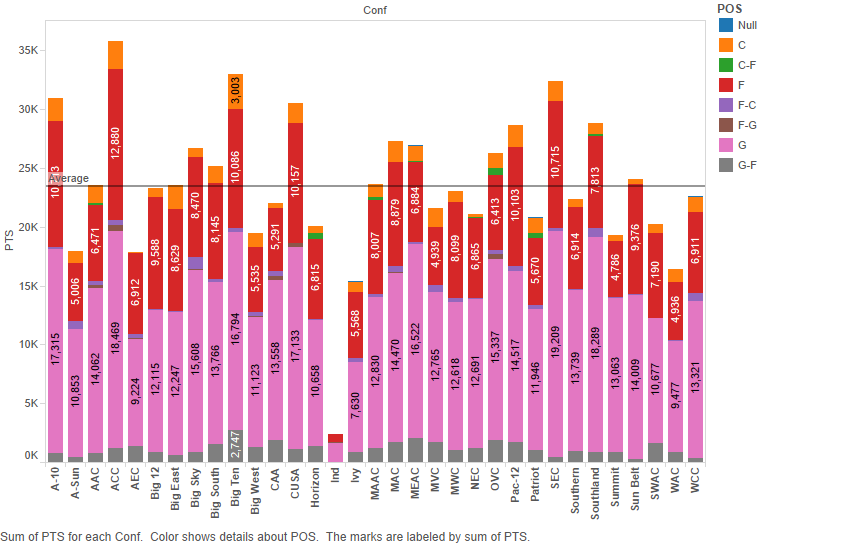 Conf
POS
Null
C
C-F
F
F-C
F-G
G
G-F
PTS
35K
30K
25K
20K
15K
10K
5K
0K
Average
17,315
10,853
5,006
14,062
6,471
18,469
12,880
9,224
6,912
12,115
9,588
12,247
8,629
15,608
8,470
13,766
8,145
2,747
16,794
10,086
3,003
11,123
5,535
13,558
5,291
17,133
10,157
10,658
6,815
7,630
5,568
12,830
8,007
14,470
8,879
16,522
6,884
12,765
4,939
12,618
8,099
12,691
6,865
15,337
6,413
14,517
10,103
11,946
5,670
19,209
10,715
13,739
6,914
18,289
7,813
13,063
4,786
14,009
9,376
10,677
7,190
9,477
4,936
13,321
6,911
A-10
A-Sun
AAC
ACC
AEC
Big 12
Big East
Big Sky
Big South
Big Ten
Big West
CAA
CUSA
Horizon
Ind
Ivy
MAAC
MAC
MEAC
MVC
MWC
NEC
OVC
Pac-12
Patriot
SEC
Southern
Southland
Summit
Sun Belt
SWAC
WAC
WCC
Sum of PTS for each Conf.  Color shows details about POS.  The marks are labeled by sum of PTS.